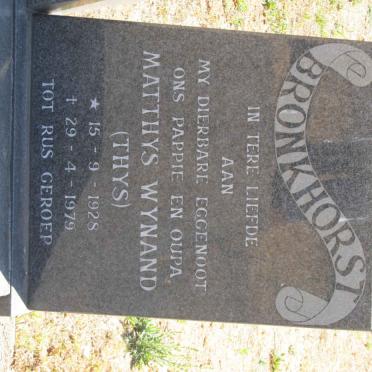 BRONKHORST
IN TERE LIEFDE
AAN
MY DIERBARE EGGENOOT
ONS PAPPIE EN OUPA
MATTHYS WYNAND
(THYS)
★ 15 - 9 - 1928
✝ 29 - 4 - 1979
TOT RUS GEROEP